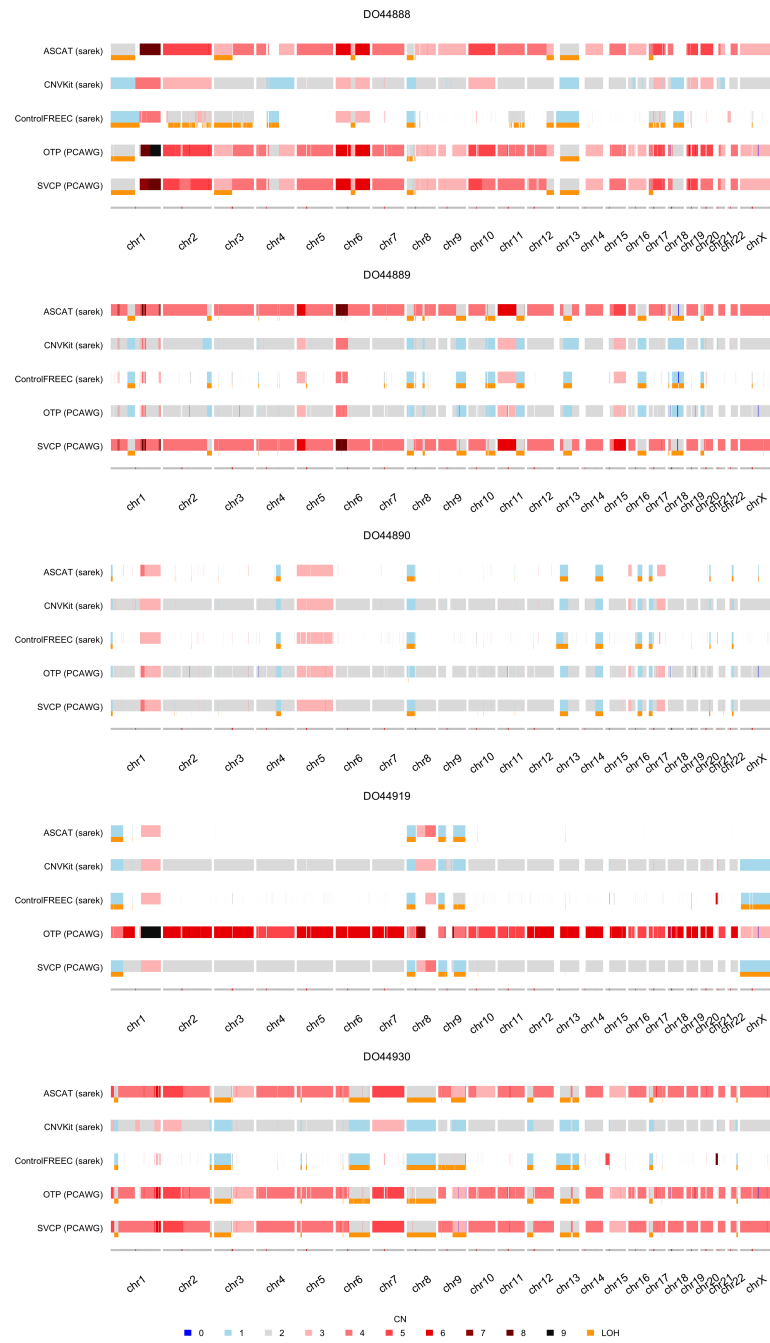 DO44888
ASCAT (sarek)
CNVKit (sarek)
ControlFREEC (sarek)
OTP (PCAWG)
SVCP (PCAWG)
chr1 chr2 chr3 chr4 chr5 chr6 chr7 chr8 chr9 chr10 chr11 chr12 chr13 chr14 chr15 chr16 chr17 chr18 chr19 chr20 chr21 chr22 chrX
DO44889
ASCAT (sarek)
CNVKit (sarek)
ControlFREEC (sarek)
OTP (PCAWG)
SVCP (PCAWG)
chr1 chr2 chr3 chr4 chr5 chr6 chr7 chr8 chr9 chr10 chr11 chr12 chr13 chr14 chr15 chr16 chr17 chr18 chr19 chr20 chr21 chr22 chrX
DO44890
ASCAT (sarek)
CNVKit (sarek)
ControlFREEC (sarek)
OTP (PCAWG)
SVCP (PCAWG)
chr1 chr2 chr3 chr4 chr5 chr6 chr7 chr8 chr9 chr10 chr11 chr12 chr13 chr14 chr15 chr16 chr17 chr18 chr19 chr20 chr21 chr22 chrX
DO44919
ASCAT (sarek)
CNVKit (sarek)
ControlFREEC (sarek)
OTP (PCAWG)
SVCP (PCAWG)
chr1 chr2 chr3 chr4 chr5 chr6 chr7 chr8 chr9 chr10 chr11 chr12 chr13 chr14 chr15 chr16 chr17 chr18 chr19 chr20 chr21 chr22 chrX
DO44930
ASCAT (sarek)
CNVKit (sarek)
ControlFREEC (sarek)
OTP (PCAWG)
SVCP (PCAWG)
chr1 chr2 chr3 chr4 chr5 chr6 chr7 chr8 chr9 chr10 chr11 chr12 chr13 chr14 chr15 chr16 chr17 chr18 chr19 chr20 chr21 chr22 chrX
CN
0 1 2 3 4 5 6 7 8 9 LOH